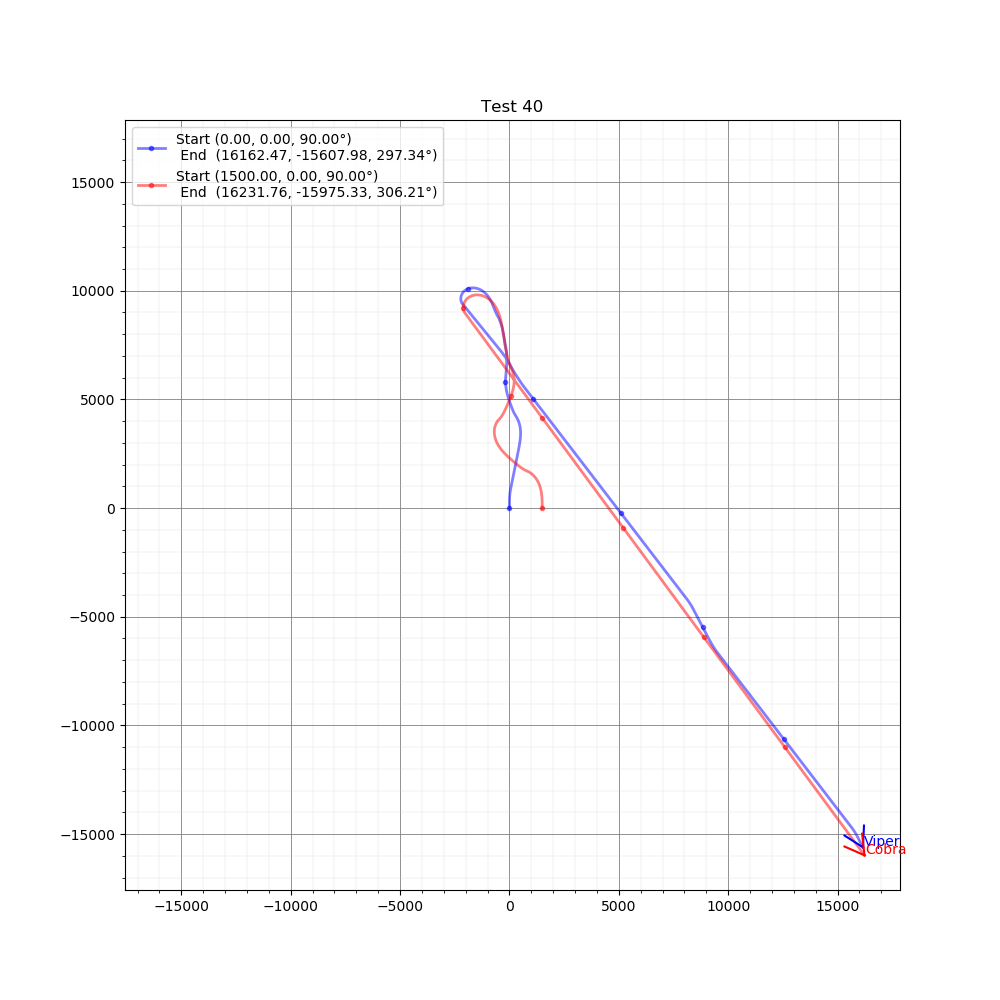 Test 40
Start (0.00, 0.00, 90.00°)
End (16162.47, -15607.98, 297.34°)
Start (1500.00, 0.00, 90.00°)
End (16231.76, -15975.33, 306.21°)
15000
10000
5000
0
−5000
−10000
−15000
Viper
Cobra
−15000 −10000 −5000 0 5000 10000 15000